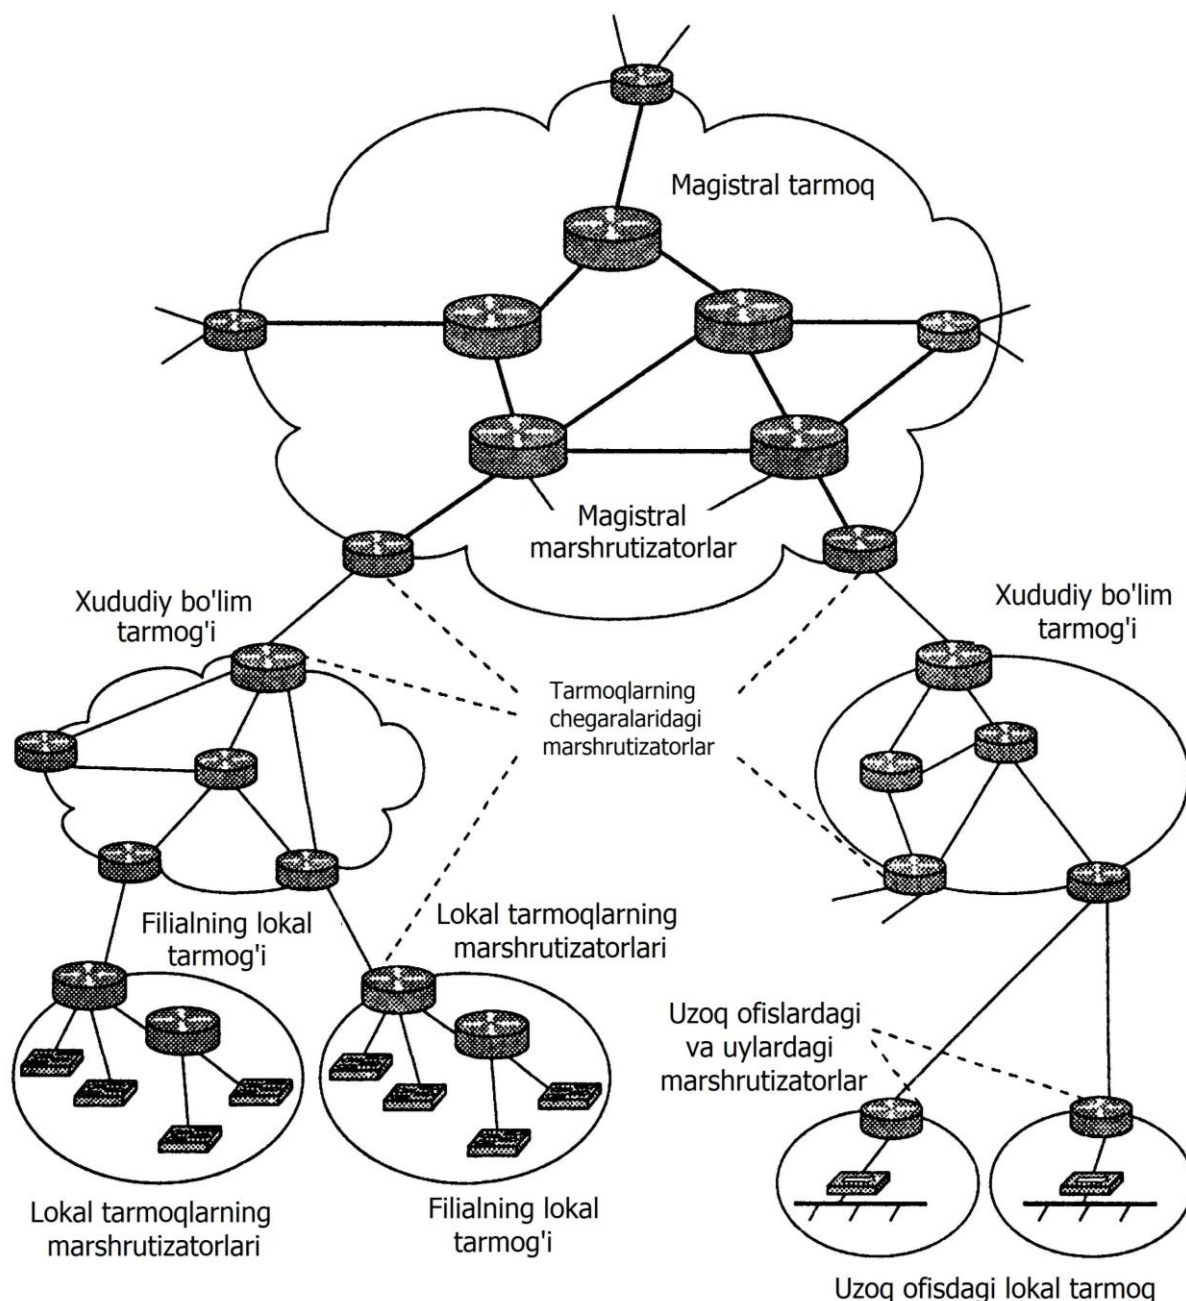 Magistral tarmoq
Magistral
marshrutizatorlar
Xududiy bo'lim
tarmog'i
Xududiy bo'lim
tarmog'i
Tarmoqlarning
chegaralaridagi
marshrutizatorlar
Filialning lokal
tarmog'i
Lokal tarmoqlarning
marshrutizatorlari
Uzoq ofislardagi
va uylardagi
marshrutizatorlar
Lokal tarmoqlarning
marshrutizatorlari
Filialning lokal
tarmog'i
Uzoq ofisdagi lokal tarmoq